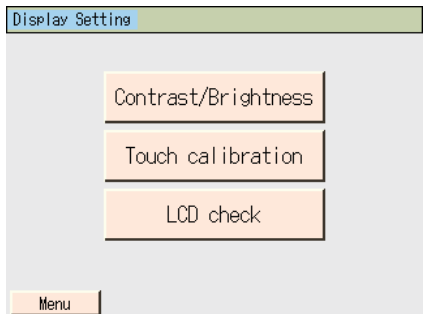 Display Setting
Contrast/Brightness
Touch calibration
LCD check
Menu